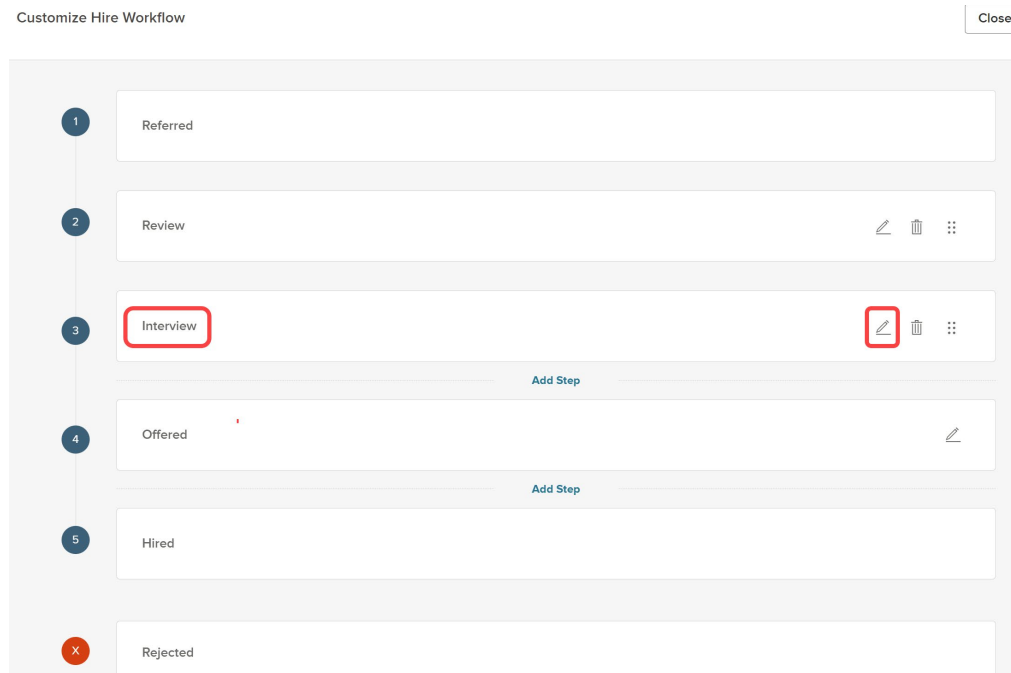 Customize Hire Workflow
Close
1
Referred
2
Review
3
Interview
Add Step
4
Offered
Add Step
5
Hired
X
Rejected